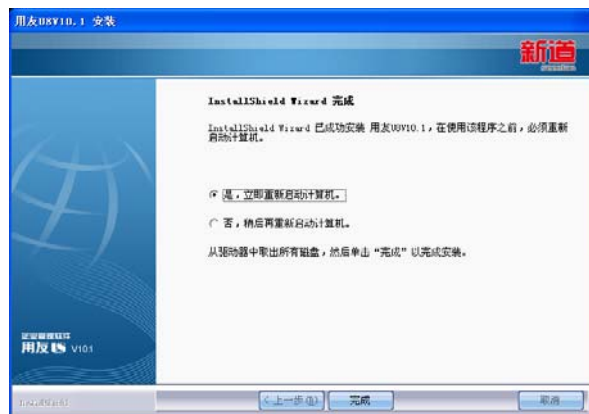 用友U8V10.1 安装
新道
InstallShield Wizard 完成
InstallShield Wizard 已成功安装 用友U8V10.1，在使用该程序之前，必须重新
启动计算机。
是，立即重新启动计算机。
否，稍后再重新启动计算机。
从驱动器中取出所有磁盘，然后单击“完成”以完成安装。
用友U8 V10.1
InstallShield
<上一步(B) 完成 取消